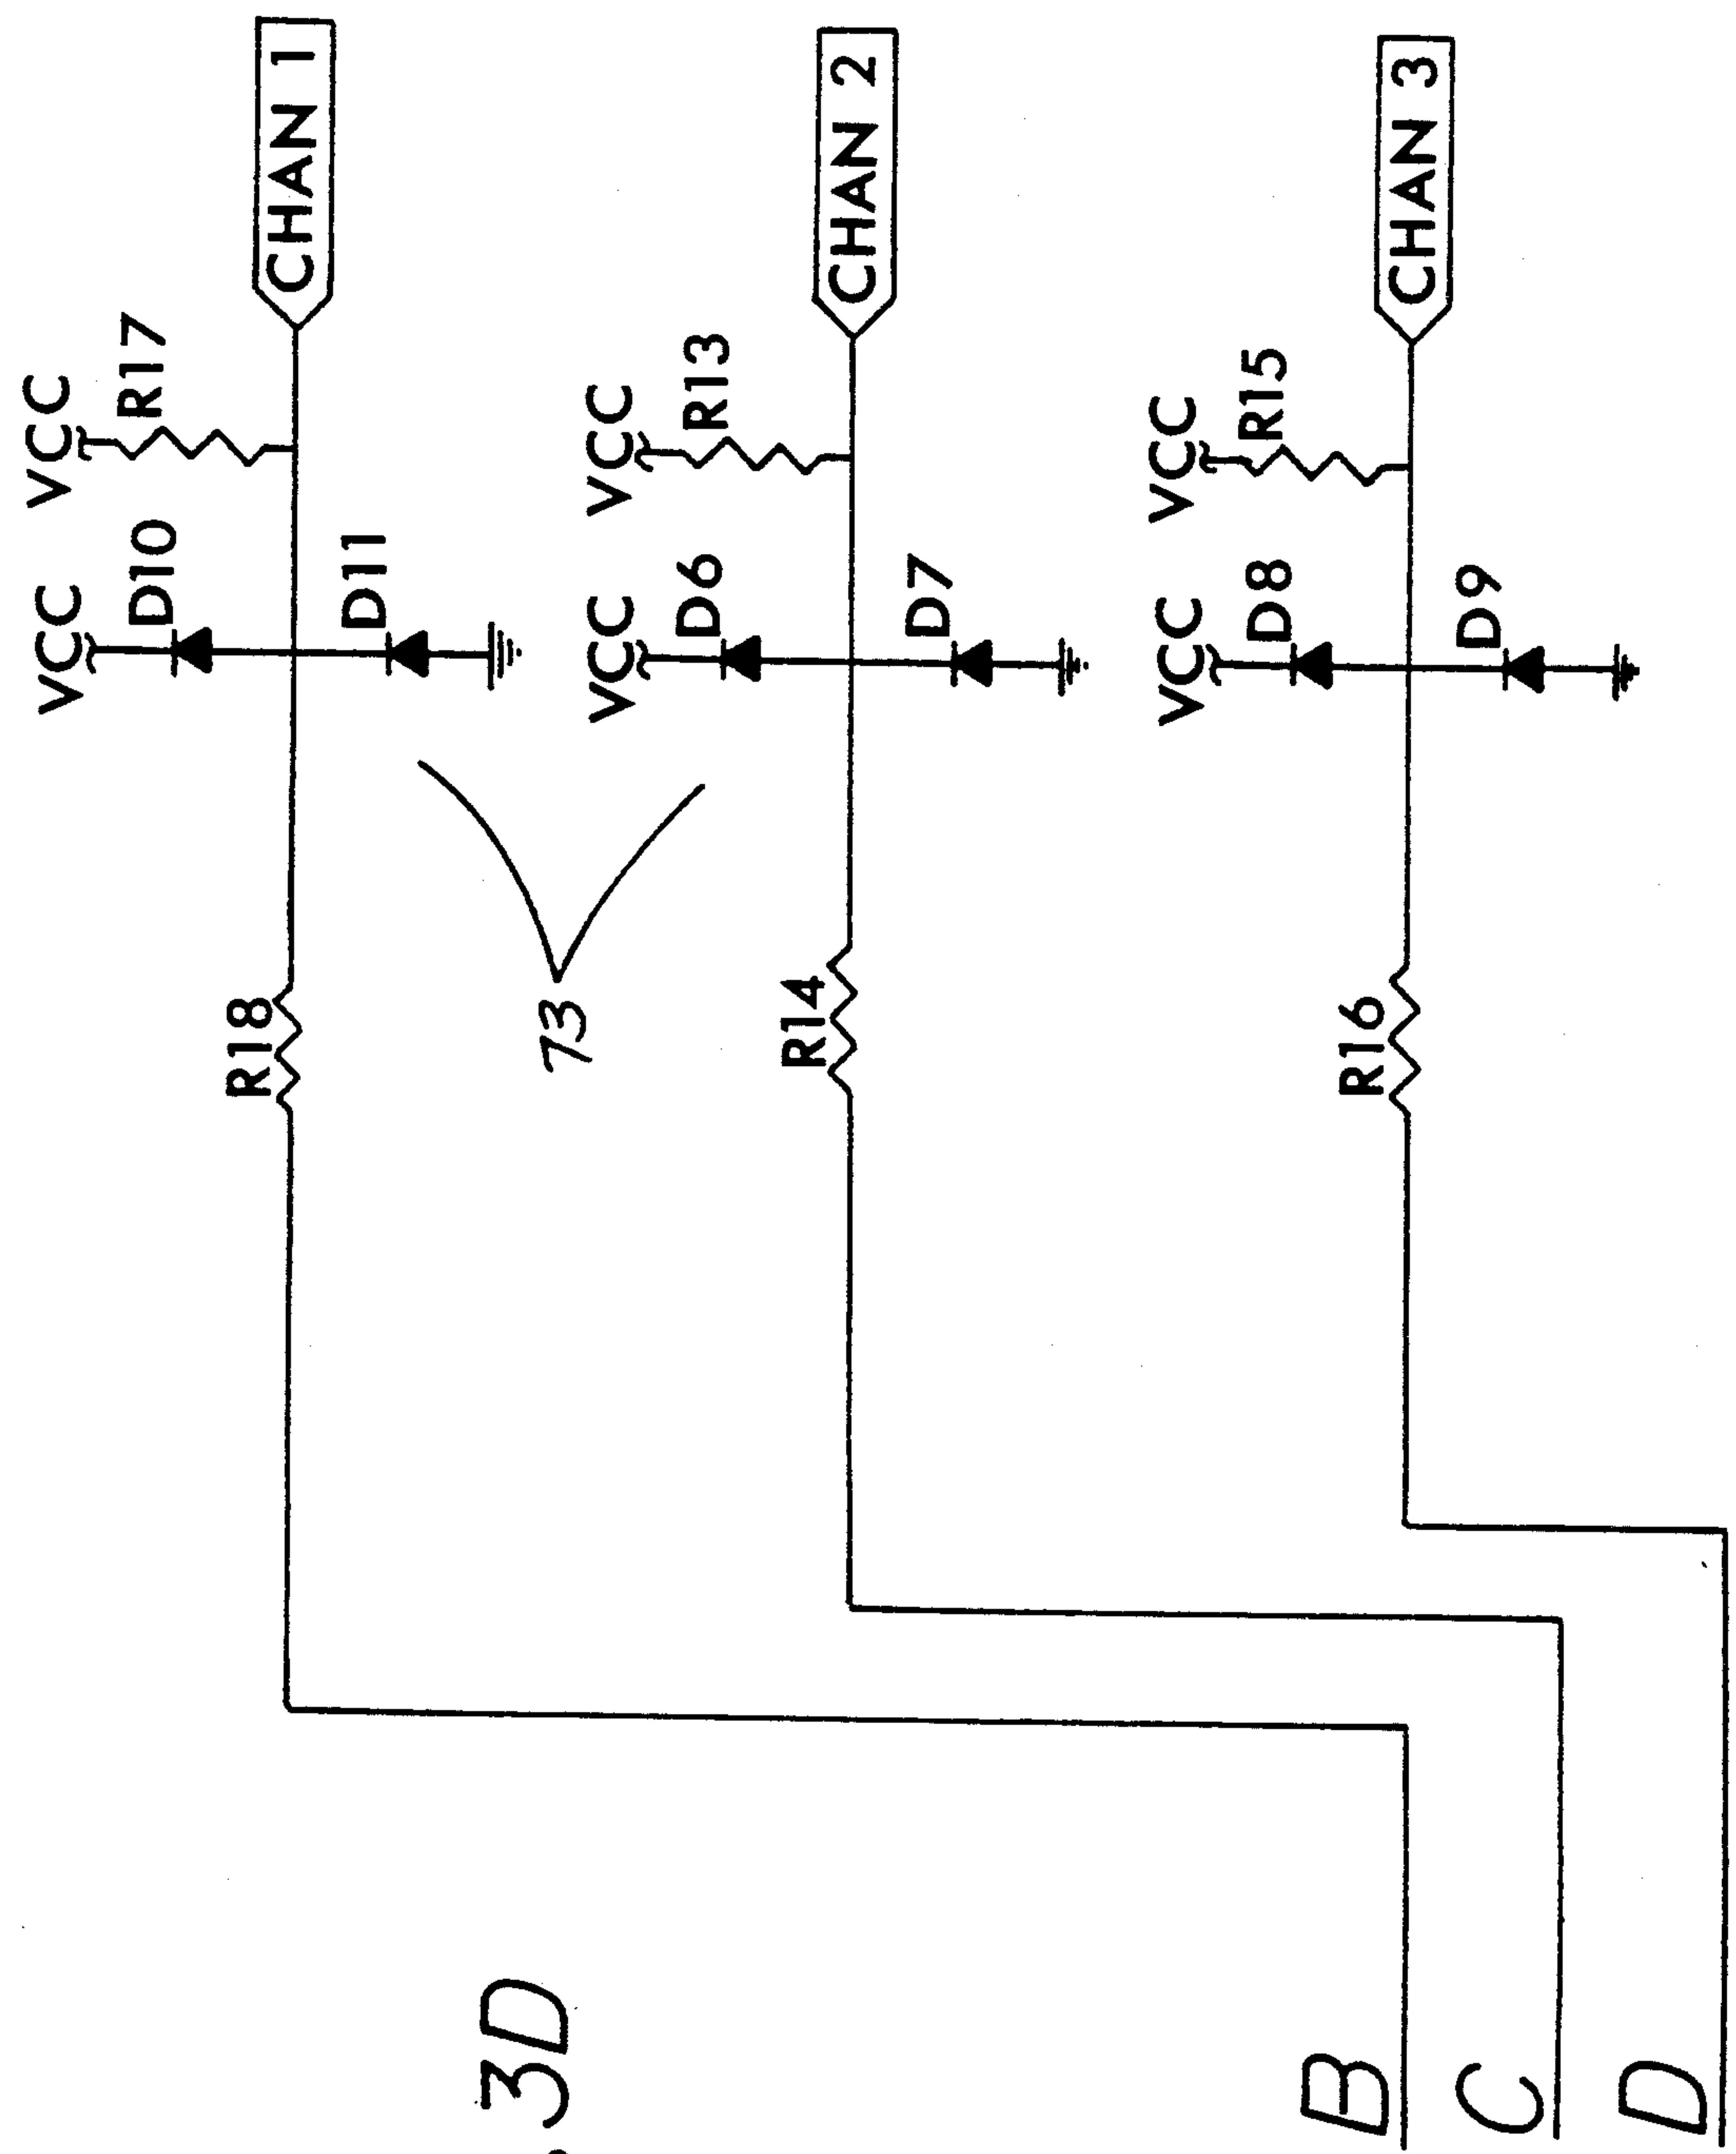 VCC
VCC
R17
D10
CHAN 1
D11
R18
VCC
VCC
R13
D6
CHAN 2
D7
R14
73
VCC
VCC
R15
D8
CHAN 3
D9
R16
3D
B
C
D